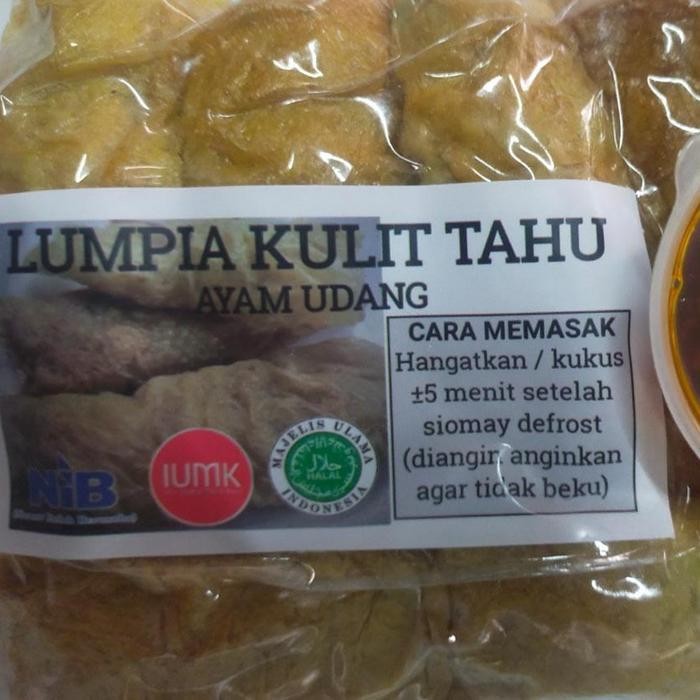 LUMPIA KULIT TAHU
AYAM UDANG
CARA MEMASAK
Hangatkan / kukus
±5 menit setelah
siomay defrost
(diangin anginkan
agar tidak beku)
NiB
IUMK
MAJELIS ULAMA
حلال
HALAL
INDONESIA